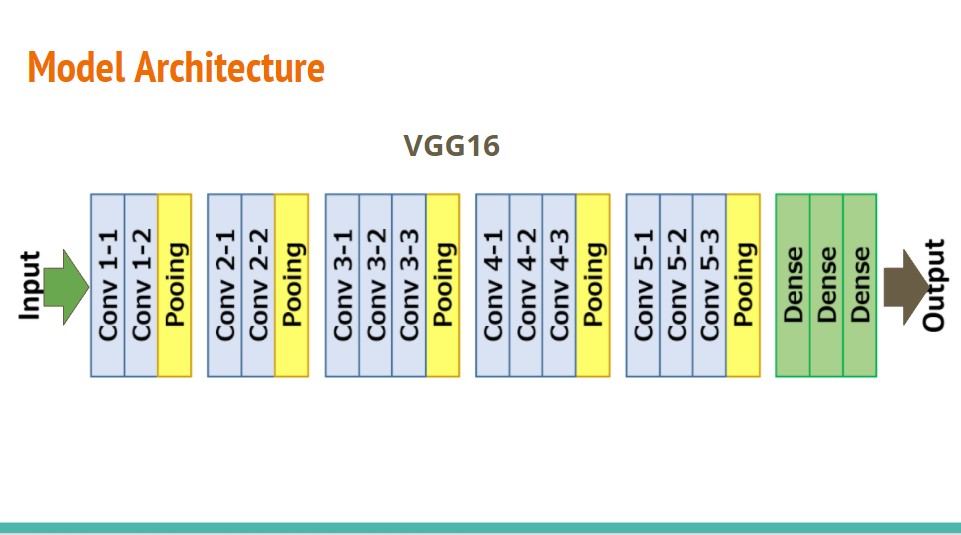 Model Architecture
VGG16
Input
Conv 1-1
Conv 1-2
Pooing
Conv 2-1
Conv 2-2
Pooing
Conv 3-1
Conv 3-2
Conv 3-3
Pooing
Conv 4-1
Conv 4-2
Conv 4-3
Pooing
Conv 5-1
Conv 5-2
Conv 5-3
Pooing
Dense
Dense
Dense
Output